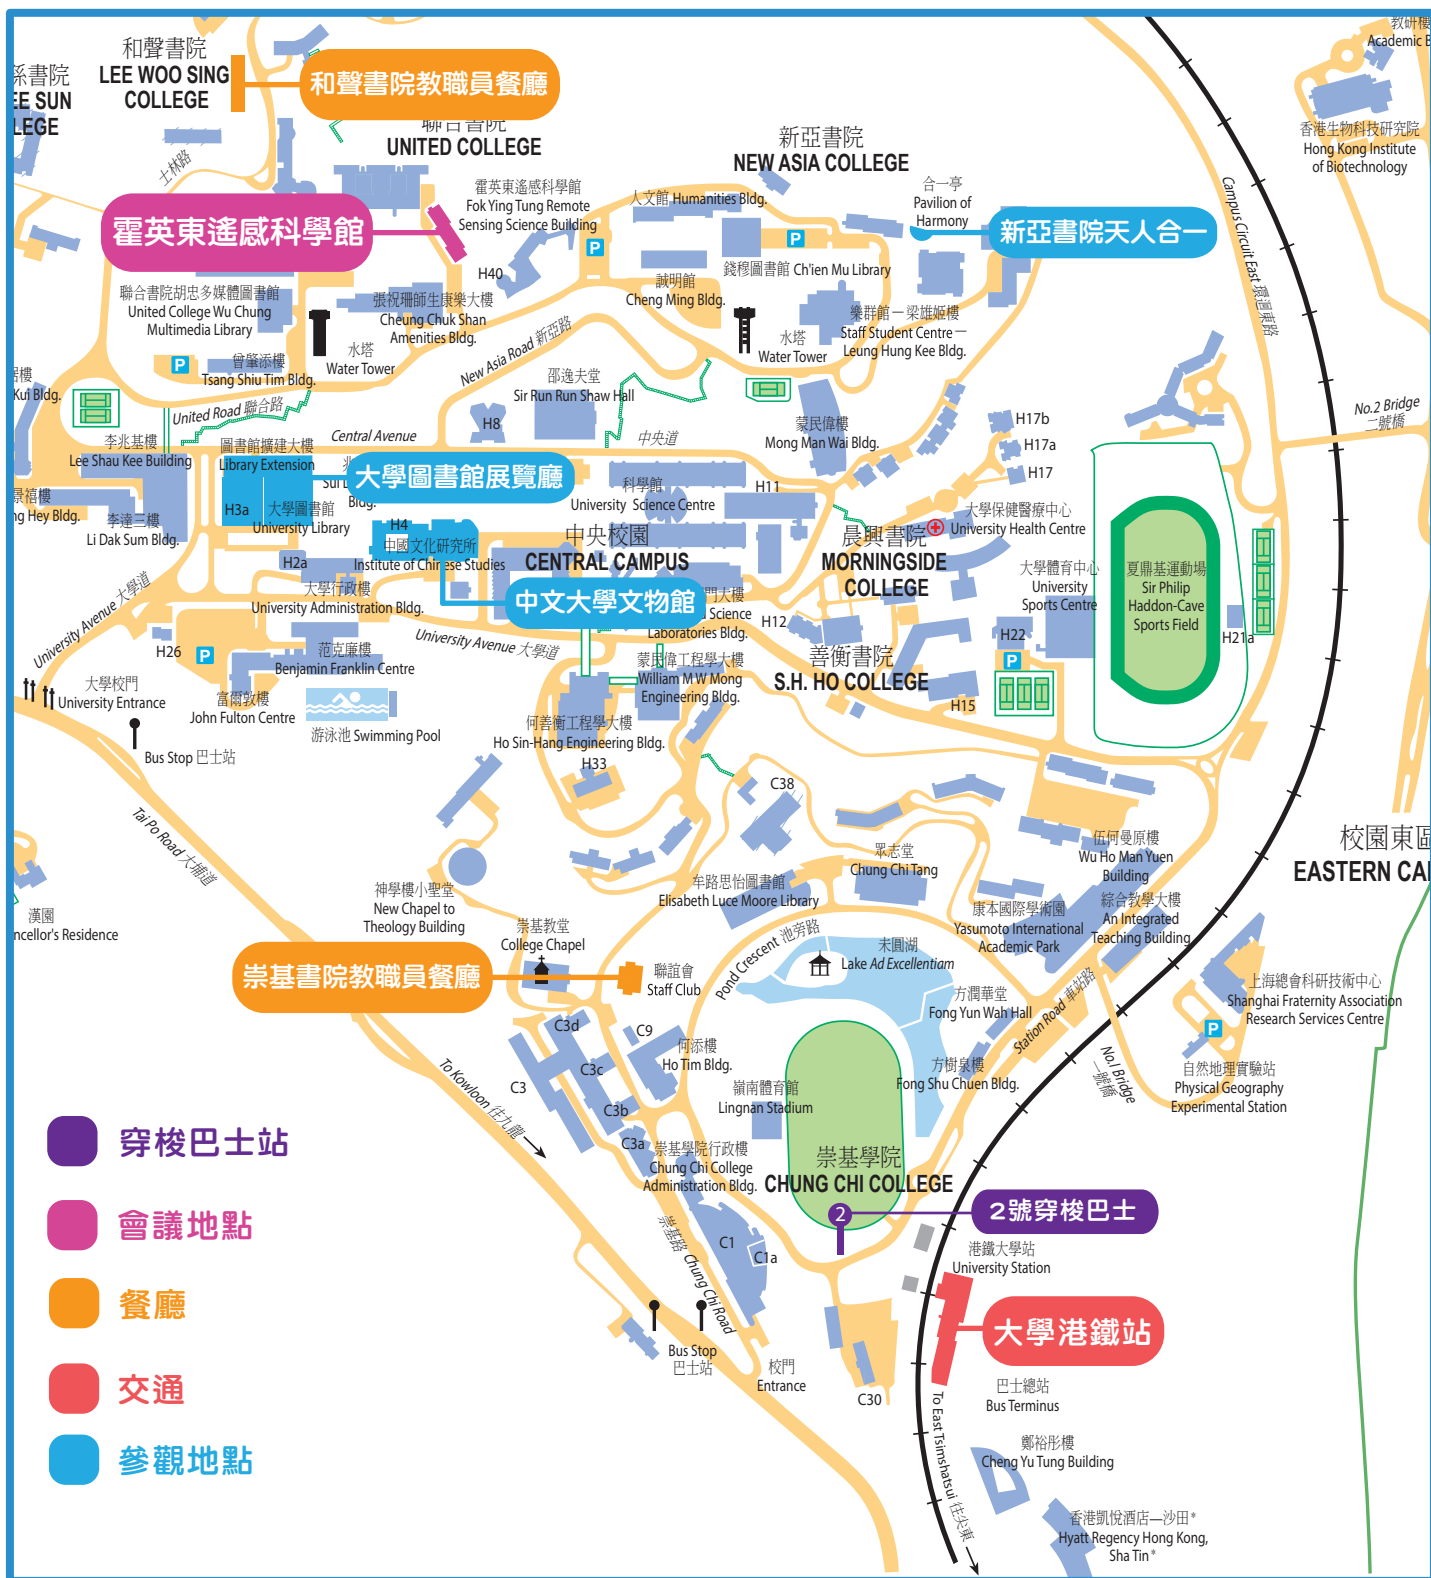 和聲書院
LEE WOO SING
COLLEGE
和聲書院教職員餐廳
係書院
EE SUN
LEGE
聯合書院
UNITED COLLEGE
士林路
新亞書院
NEW ASIA COLLEGE
教研樓
Academic B
香港生物科技研究院
Hong Kong Institute
of Biotechnology
霍英東遙感科學館
霍英東遙感科學館
Fok Ying Tung Remote
Sensing Science Building
人文館 Humanities Bldg.
合一亭
Pavilion of
Harmony
新亞書院天人合一
Campus Circuit East 環迴東路
P
P
H40
錢穆圖書館 Ch'ien Mu Library
誠明館
Cheng Ming Bldg.
聯合書院胡忠多媒體圖書館
United College Wu Chung
Multimedia Library
張祝珊師生康樂大樓
Cheung Chuk Shan
Amenities Bldg.
水塔
Water Tower
水塔
Water Tower
樂群館－梁雄姬樓
Staff Student Centre－
Leung Hung Kee Bldg.
New Asia Road 新亞路
P
曾肇添樓
Tsang Shiu Tim Bldg.
Kui Bldg.
United Road 聯合路
邵逸夫堂
Sir Run Run Shaw Hall
No.2 Bridge
二號橋
H8
Central Avenue
中央道
蒙民偉樓
Mong Man Wai Bldg.
H17b
H17a
H17
李兆基樓
Lee Shau Kee Building
圖書館擴建大樓
Library Extension
大學圖書館展覽廳
Bldg.
科學館
University Science Centre
H11
景禧樓
ng Hey Bldg.
李達三樓
Li Dak Sum Bldg.
H3a
大學圖書館
University Library
H4
中國文化研究所
Institute of Chinese Studies
中央校園
CENTRAL CAMPUS
晨興書院
MORNINGSIDE
COLLEGE
大學保健醫療中心
University Health Centre
H2a
大學行政樓
University Administration Bldg.
中文大學文物館
門大樓
Science
Laboratories Bldg.
大學體育中心
University
Sports Centre
夏鼎基運動場
Sir Philip
Haddon-Cave
Sports Field
H21a
University Avenue 大學道
University Avenue 大學道
H12
H22
P
H26
P
范克廉樓
Benjamin Franklin Centre
蒙民偉工程學大樓
William M W Mong
Engineering Bldg.
善衡書院
S.H. HO COLLEGE
H15
大學校門
University Entrance
富爾敦樓
John Fulton Centre
游泳池 Swimming Pool
何善衡工程學大樓
Ho Sin-Hang Engineering Bldg.
Bus Stop 巴士站
H33
C38
Tai Po Road 大埔道
眾志堂
Chung Chi Tang
伍何曼原樓
Wu Ho Man Yuen
Building
校園東區
EASTERN CA
神學樓小聖堂
New Chapel to
Theology Building
牟路思怡圖書館
Elisabeth Luce Moore Library
康本國際學術園
Yasumoto International
Academic Park
綜合教學大樓
An Integrated
Teaching Building
漢園
ncellor's Residence
崇基教堂
College Chapel
Pond Crescent 池旁路
未圓湖
Lake Ad Excellentiam
崇基書院教職員餐廳
聯誼會
Staff Club
方潤華堂
Fong Yun Wah Hall
Station Road 車站路
上海總會科研技術中心
Shanghai Fraternity Association
Research Services Centre
P
C3d
C9
何添樓
Ho Tim Bldg.
C3c
C3
C3b
C3a
To Kowloon 往九龍
嶺南體育館
Lingnan Stadium
方樹泉樓
Fong Shu Chuen Bldg.
No.1 Bridge
一號橋
自然地理實驗站
Physical Geography
Experimental Station
穿梭巴士站
崇基學院行政樓
Chung Chi College
Administration Bldg.
崇基學院
CHUNG CHI COLLEGE
會議地點
2
2號穿梭巴士
崇基路 Chung Chi Road
C1
C1a
港鐵大學站
University Station
餐廳
大學港鐵站
Bus Stop
巴士站
校門
Entrance
C30
巴士總站
Bus Terminus
交通
To East Tsimshatsui 往尖東
參觀地點
鄭裕彤樓
Cheng Yu Tung Building
香港凱悅酒店—沙田*
Hyatt Regency Hong Kong,
Sha Tin*